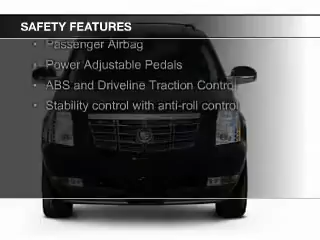 SAFETY FEATURES
• Passenger Airbag
• Power Adjustable Pedals
• ABS and Driveline Traction Control
• Stability control with anti-roll control